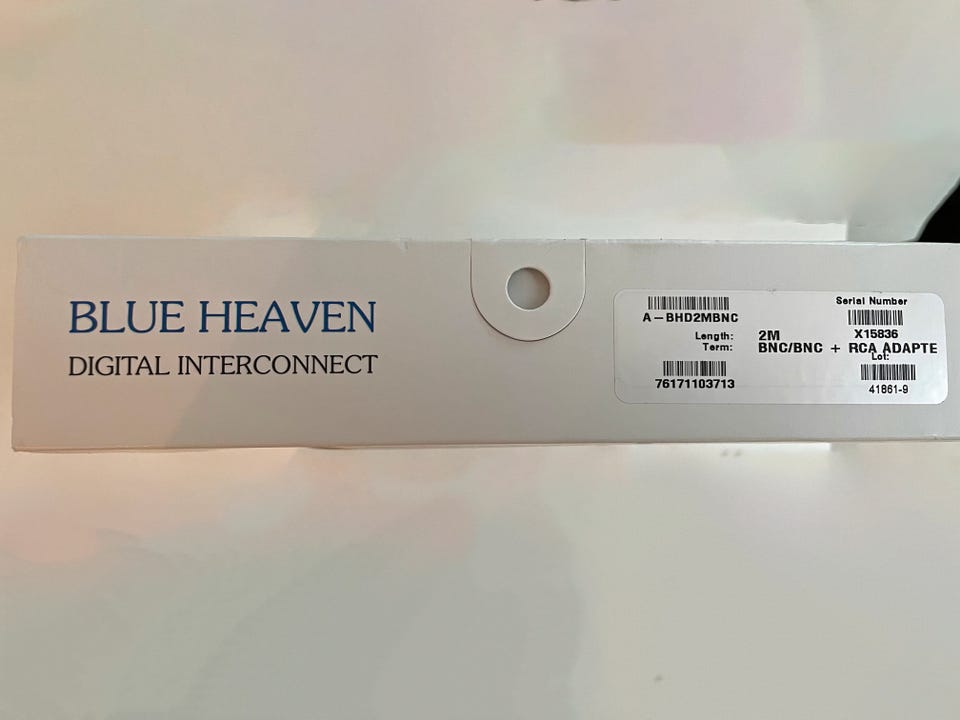 BLUE HEAVEN
DIGITAL INTERCONNECT
A-BHD2MBNC
Serial Number
X15836
Length: 2M
Term: BNC/BNC + RCA ADAPTE
Lot:
76171103713
41861-9